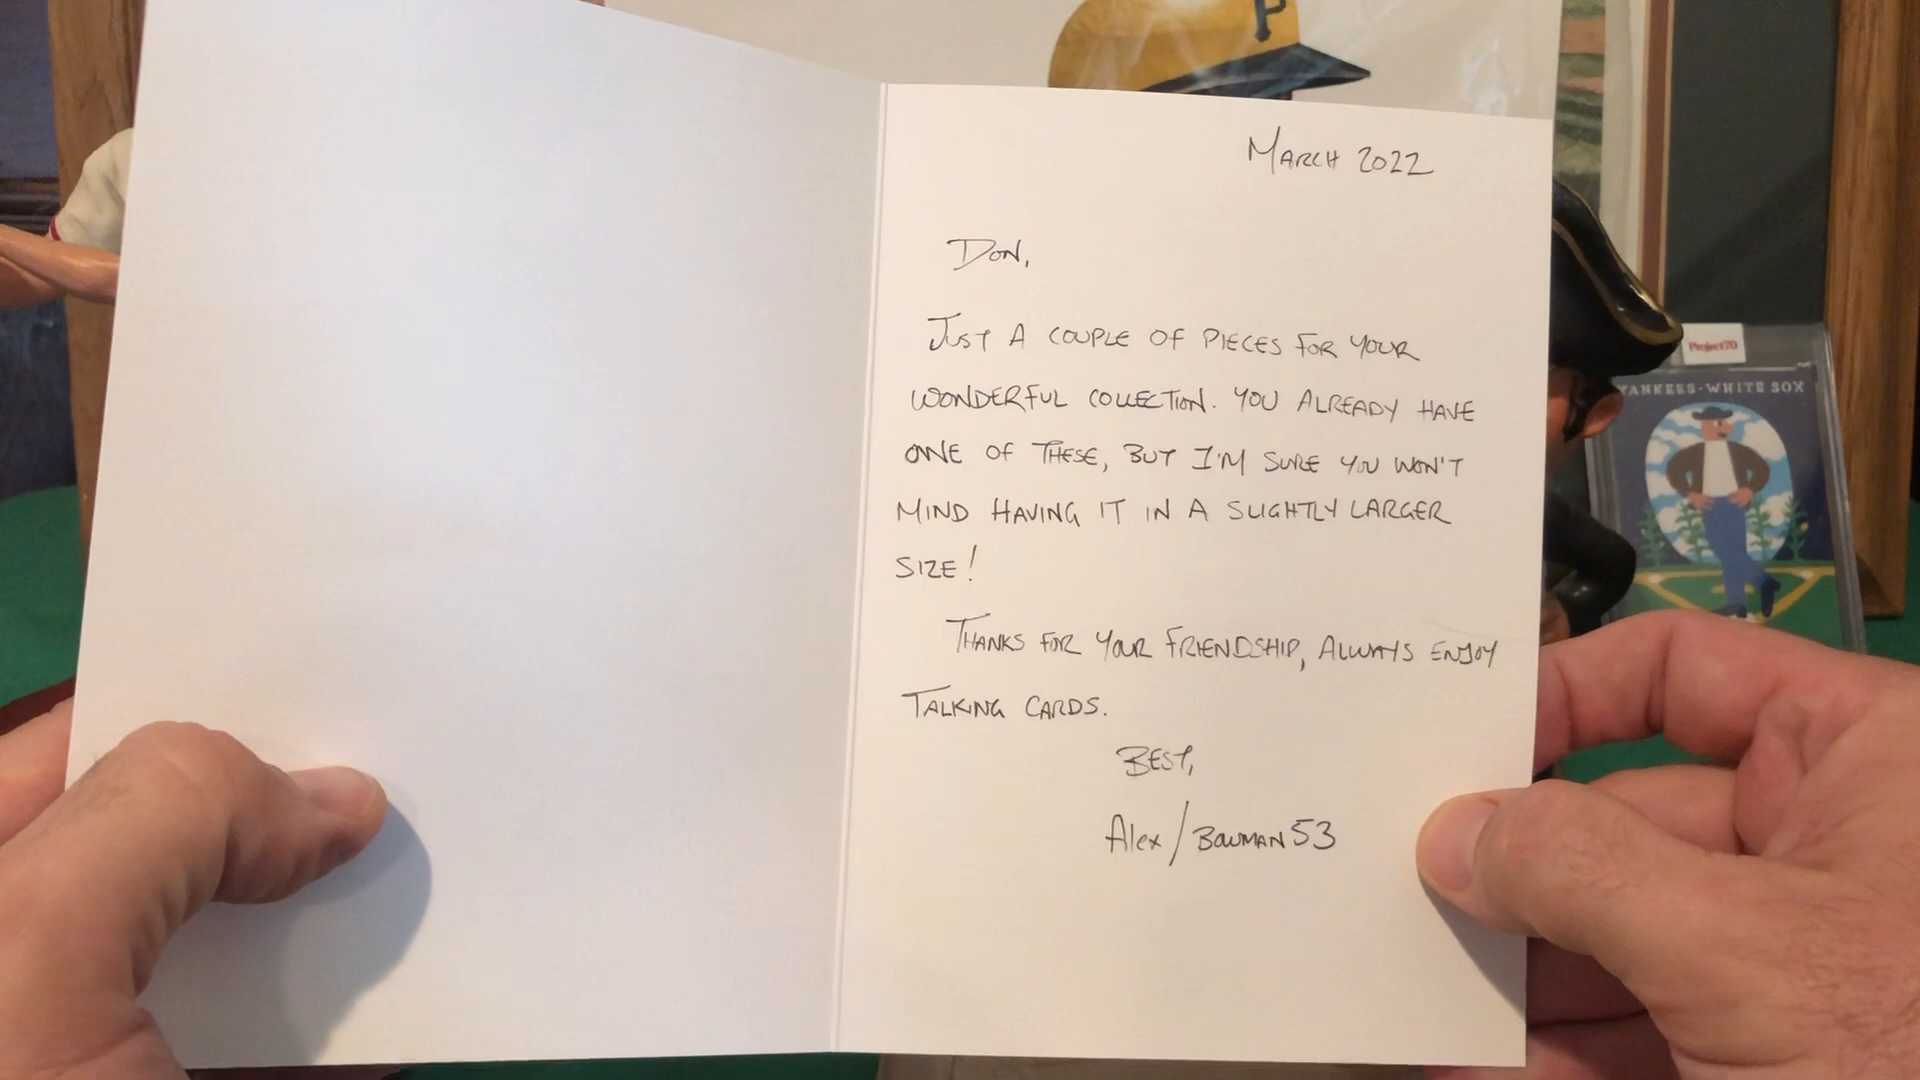 P
MARCH 2022
DON,
JUST A COUPLE OF PIECES FOR YOUR
WONDERFUL COLLECTION. YOU ALREADY HAVE
ONE OF THESE, BUT I'M SURE YOU WON'T
MIND HAVING IT IN A SLIGHTLY LARGER
SIZE!
THANKS FOR YOUR FRIENDSHIP, ALWAYS ENJOY
TALKING CARDS.
BEST,
Alex/BOWMAN53
Project70
YANKEES·WHITE SOX